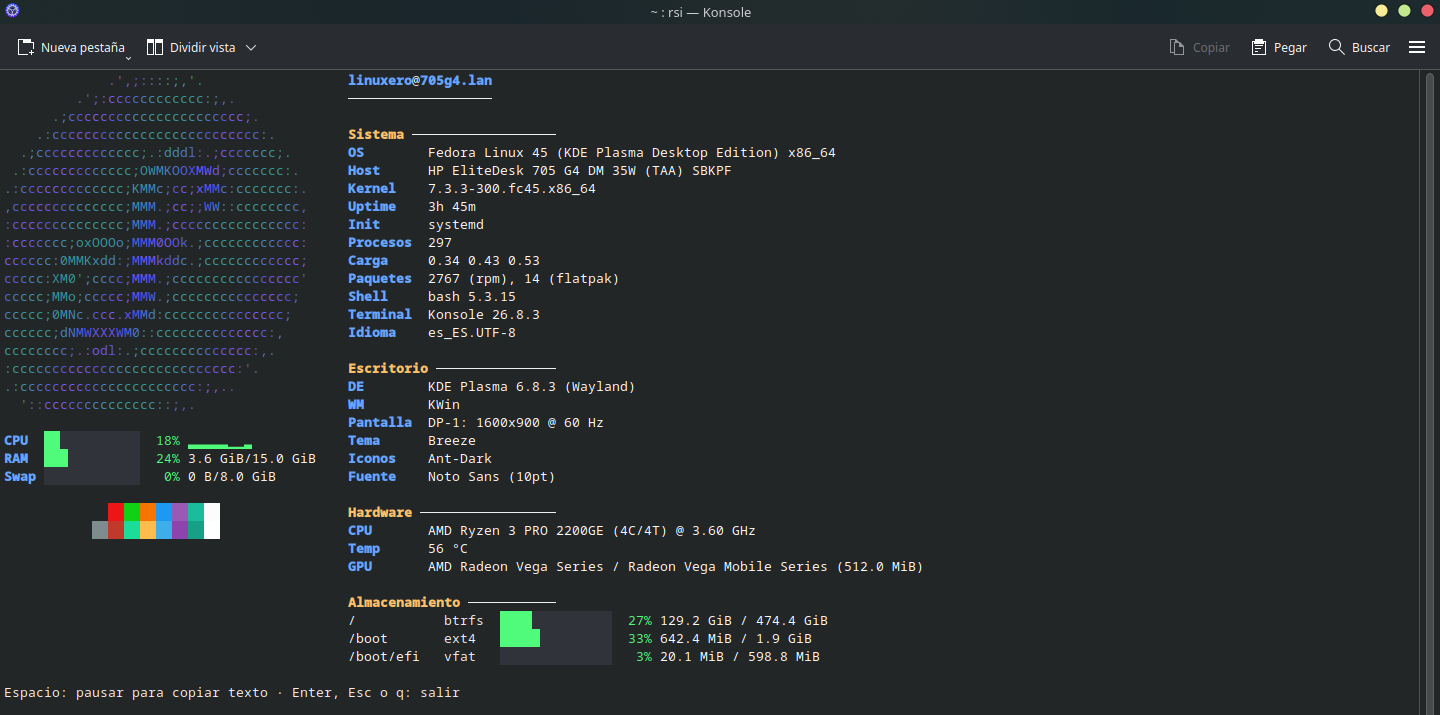 ~ : rsi — Konsole
Nueva pestaña
Dividir vista
Copiar
Pegar
Buscar
linuxero@705g4.lan
Sistema
OS Fedora Linux 45 (KDE Plasma Desktop Edition) x86_64
Host HP EliteDesk 705 G4 DM 35W (TAA) SBKPF
Kernel 7.3.3-300.fc45.x86_64
Uptime 3h 45m
Init systemd
Procesos 297
Carga 0.34 0.43 0.53
Paquetes 2767 (rpm), 14 (flatpak)
Shell bash 5.3.15
Terminal Konsole 26.8.3
Idioma es_ES.UTF-8
Escritorio
DE KDE Plasma 6.8.3 (Wayland)
WM KWin
Pantalla DP-1: 1600x900 @ 60 Hz
Tema Breeze
Iconos Ant-Dark
Fuente Noto Sans (10pt)
CPU 18%
RAM 24% 3.6 GiB/15.0 GiB
Swap 0% 0 B/8.0 GiB
Hardware
CPU AMD Ryzen 3 PRO 2200GE (4C/4T) @ 3.60 GHz
Temp 56 °C
GPU AMD Radeon Vega Series / Radeon Vega Mobile Series (512.0 MiB)
Almacenamiento
/ btrfs 27% 129.2 GiB / 474.4 GiB
/boot ext4 33% 642.4 MiB / 1.9 GiB
/boot/efi vfat 3% 20.1 MiB / 598.8 MiB
Espacio: pausar para copiar texto · Enter, Esc o q: salir